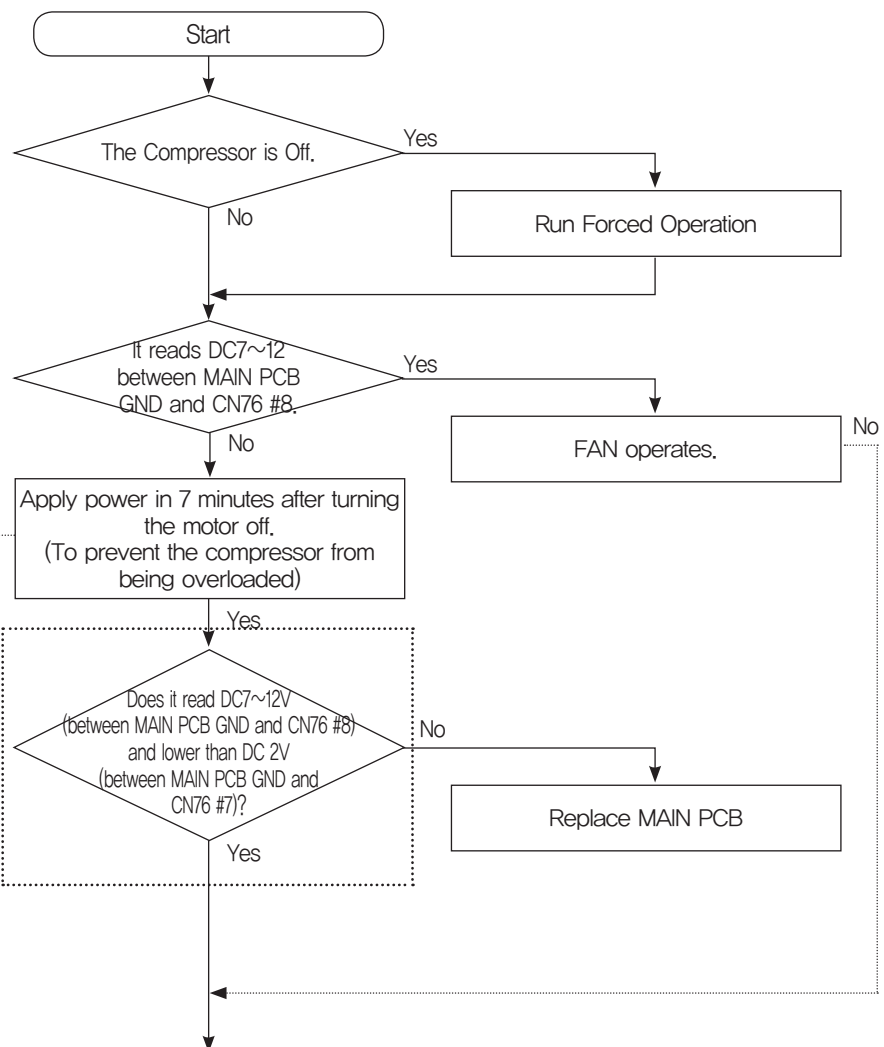 Start
The Compressor is Off.
Yes
No
Run Forced Operation
It reads DC7~12
between MAIN PCB
GND and CN76 #8.
Yes
No
FAN operates.
No
Apply power in 7 minutes after turning
the motor off.
(To prevent the compressor from
being overloaded)
Yes
Does it read DC7~12V
(between MAIN PCB GND and CN76 #8)
and lower than DC 2V
(between MAIN PCB GND and
CN76 #7)?
No
Yes
Replace MAIN PCB